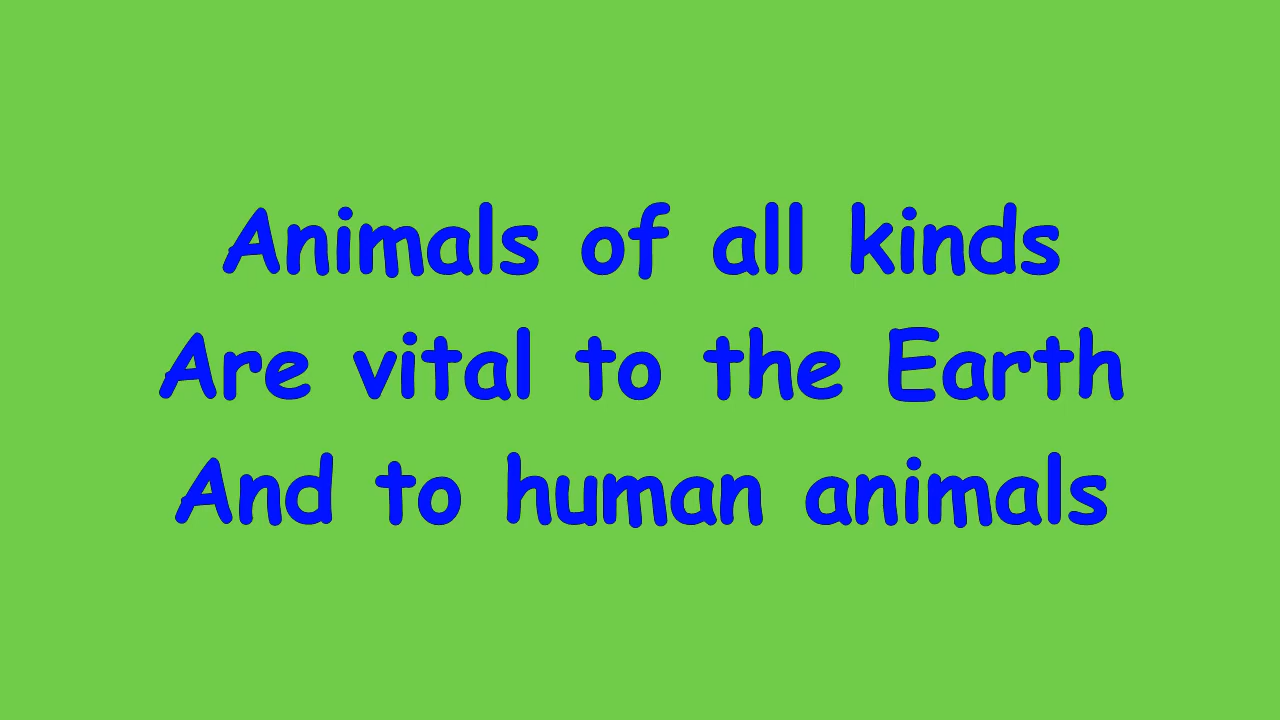 Animals of all kinds
Are vital to the Earth
And to human animals